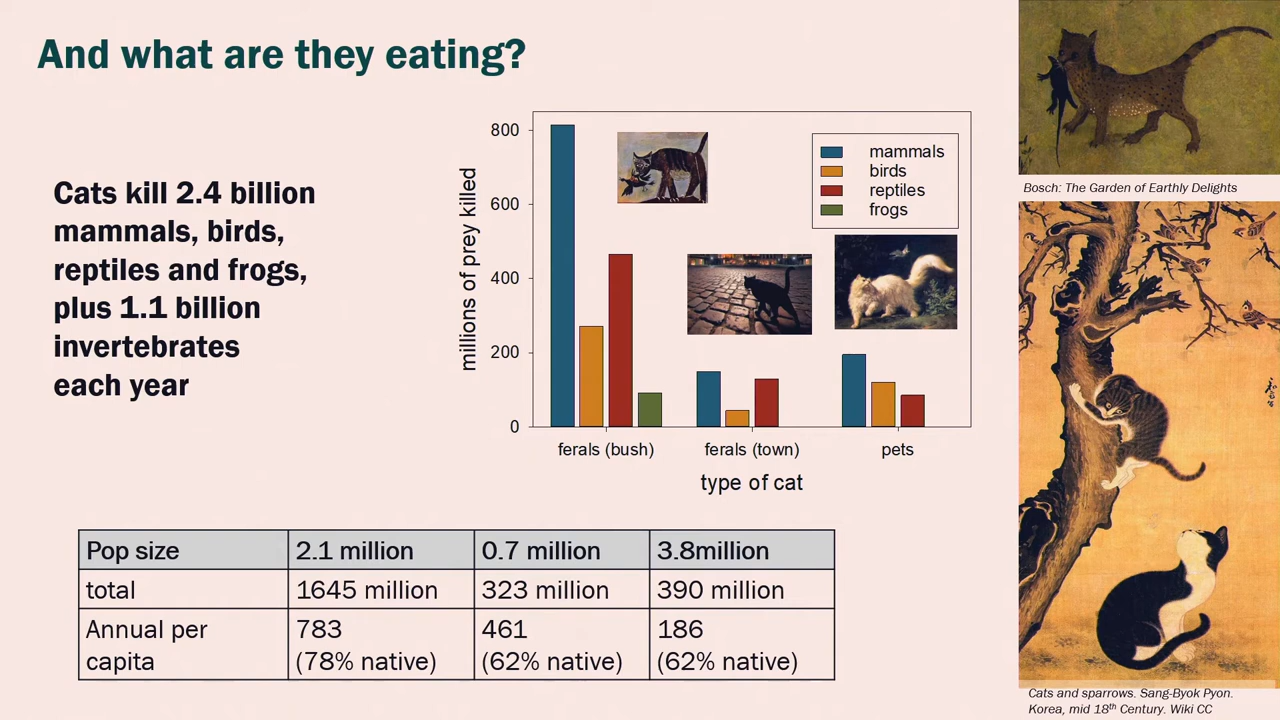 And what are they eating?
Cats kill 2.4 billion
mammals, birds,
reptiles and frogs,
plus 1.1 billion
invertebrates
each year
millions of prey killed
800
600
400
200
0
mammals
birds
reptiles
frogs
ferals (bush) ferals (town) pets
type of cat
Pop size 2.1 million 0.7 million 3.8million
total 1645 million 323 million 390 million
Annual per capita 783 (78% native) 461 (62% native) 186 (62% native)
Bosch: The Garden of Earthly Delights
Cats and sparrows. Sang-Byok Pyon.
Korea, mid 18th Century. Wiki CC